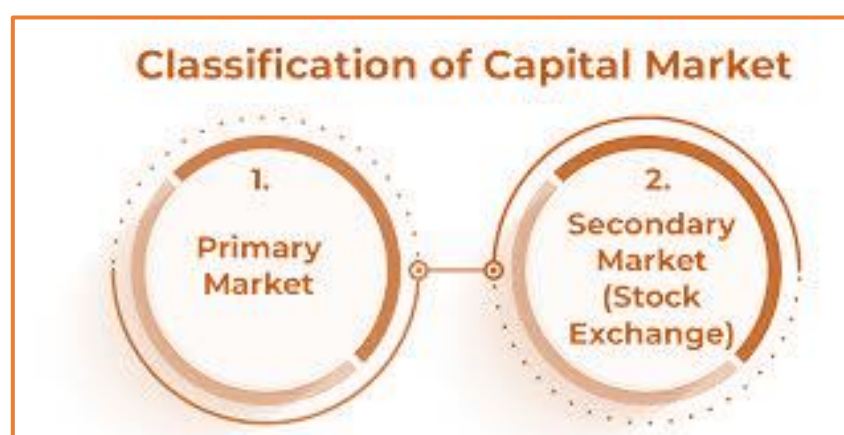 Classification of Capital Market
1.
Primary
Market
2.
Secondary
Market
(Stock
Exchange)